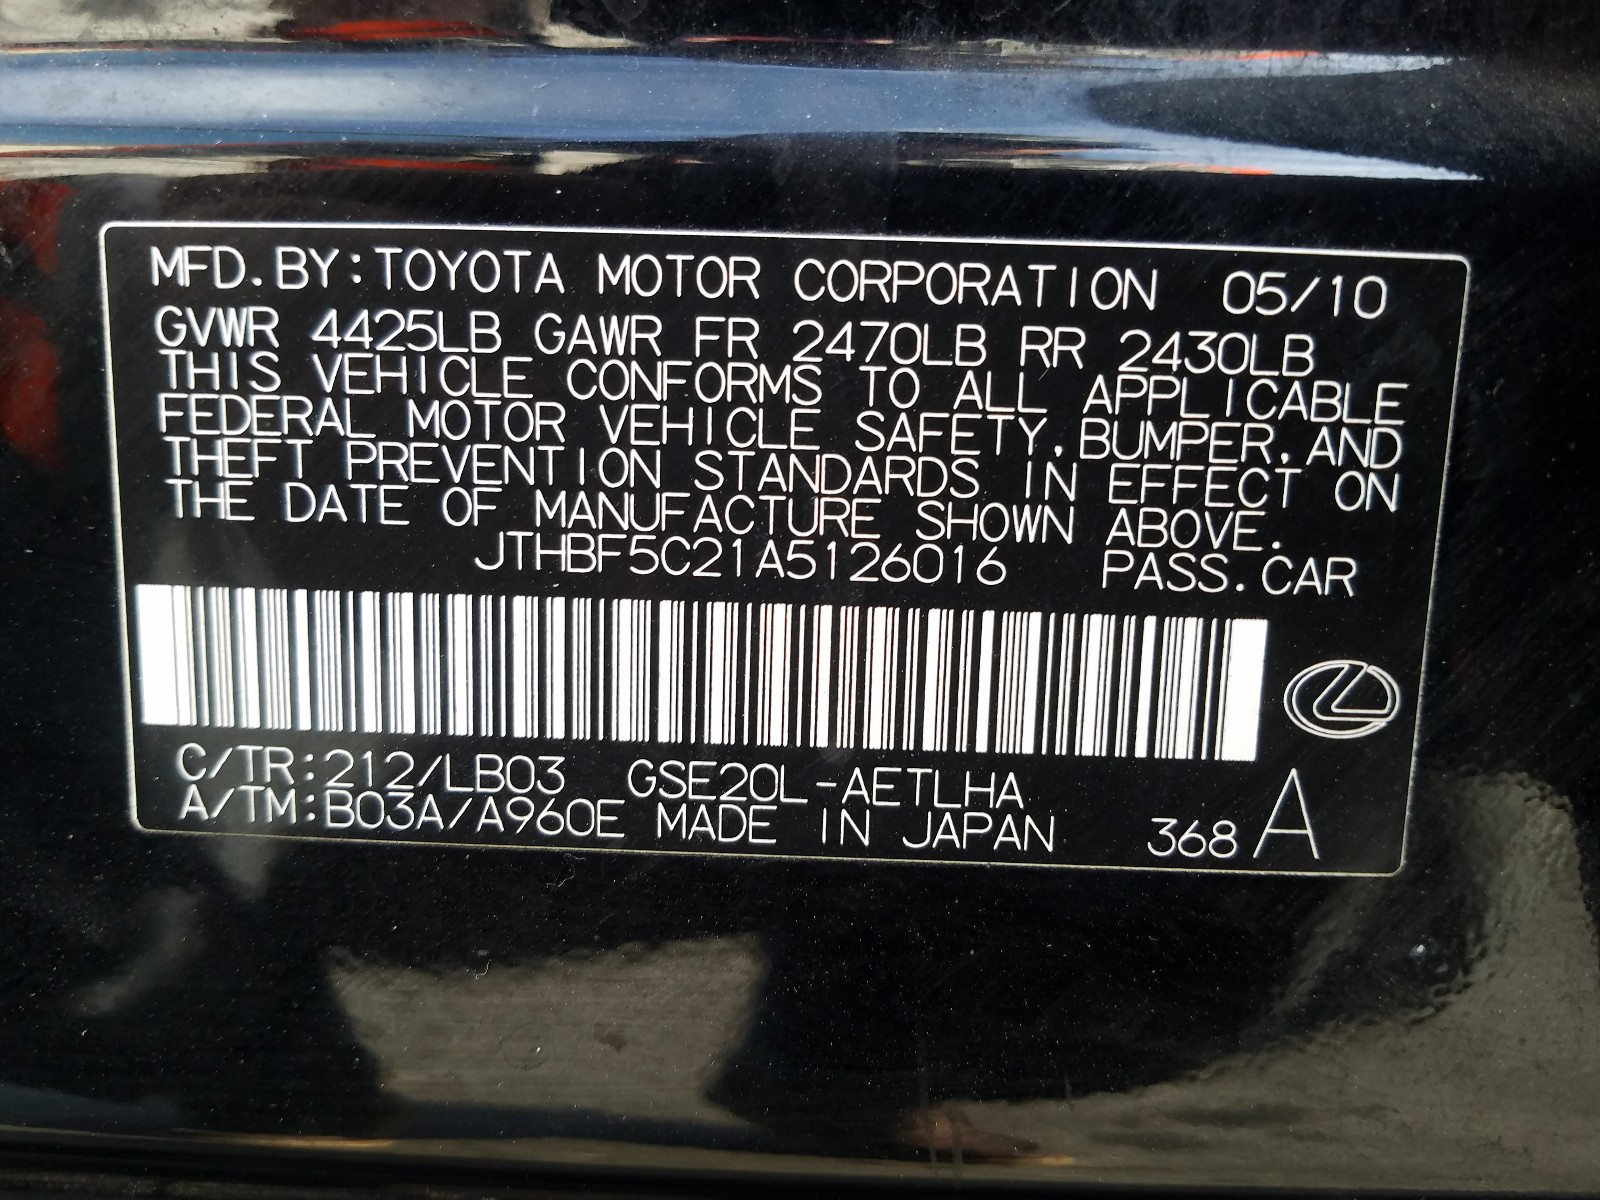 MFD.BY:TOYOTA MOTOR CORPORATION 05/10
GVWR 4425LB GAWR FR 2470LB RR 2430LB
THIS VEHICLE CONFORMS TO ALL APPLICABLE
FEDERAL MOTOR VEHICLE SAFETY,BUMPER,AND
THEFT PREVENTION STANDARDS IN EFFECT ON
THE DATE OF MANUFACTURE SHOWN ABOVE.
JTHBF5C21A5126016 PASS.CAR
C/TR:212/LB03 GSE20L-AETLHA
A/TM:B03A/A960E MADE IN JAPAN 368 A